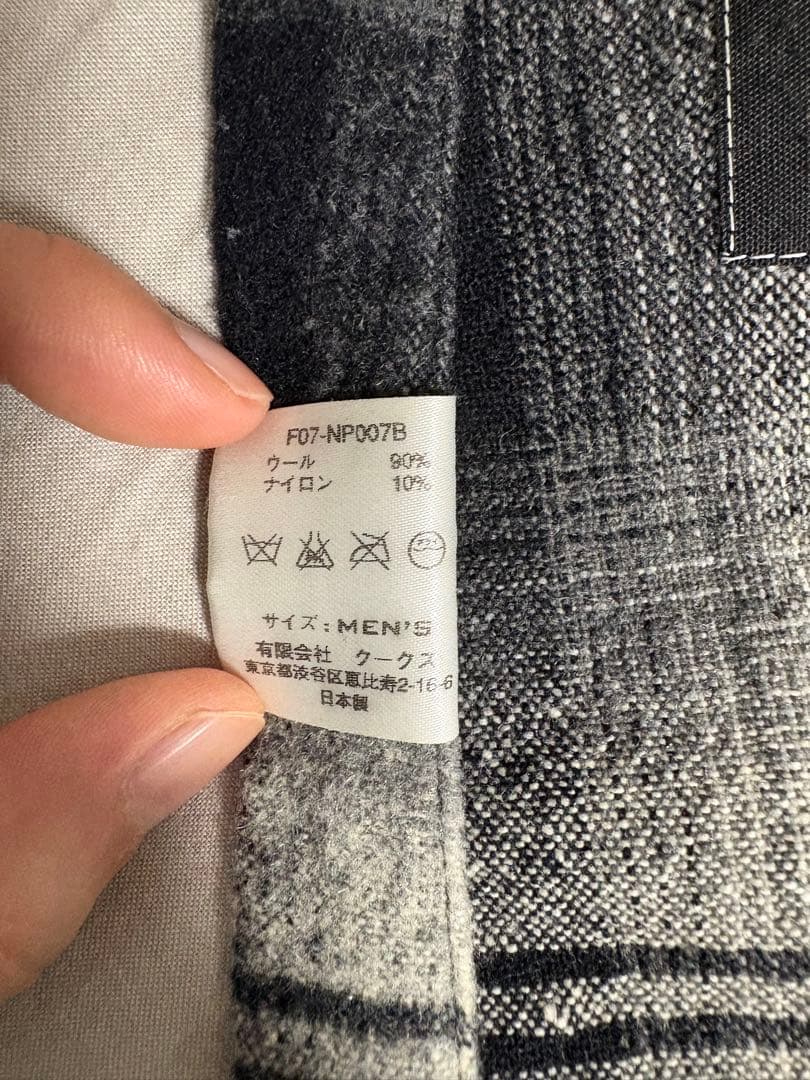 F07-NP007B
ウール 90%
ナイロン 10%
サイズ：MEN'S
有限会社 クークス
東京都渋谷区恵比寿2-16-6
日本製